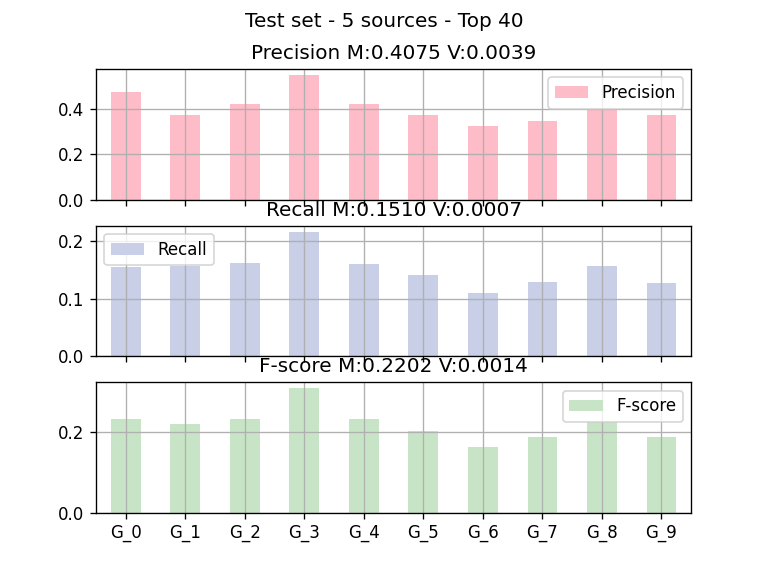 Test set - 5 sources - Top 40
Precision M:0.4075 V:0.0039
0.4
0.2
0.0
Precision
Recall M:0.1510 V:0.0007
0.2
0.1
0.0
Recall
F-score M:0.2202 V:0.0014
0.2
0.0
F-score
G_0 G_1 G_2 G_3 G_4 G_5 G_6 G_7 G_8 G_9